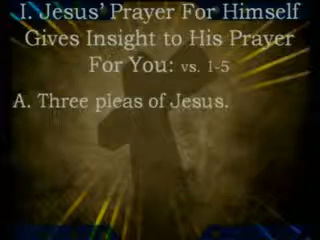 I. Jesus’ Prayer For Himself
Gives Insight to His Prayer
For You: vs. 1-5
A. Three pleas of Jesus.